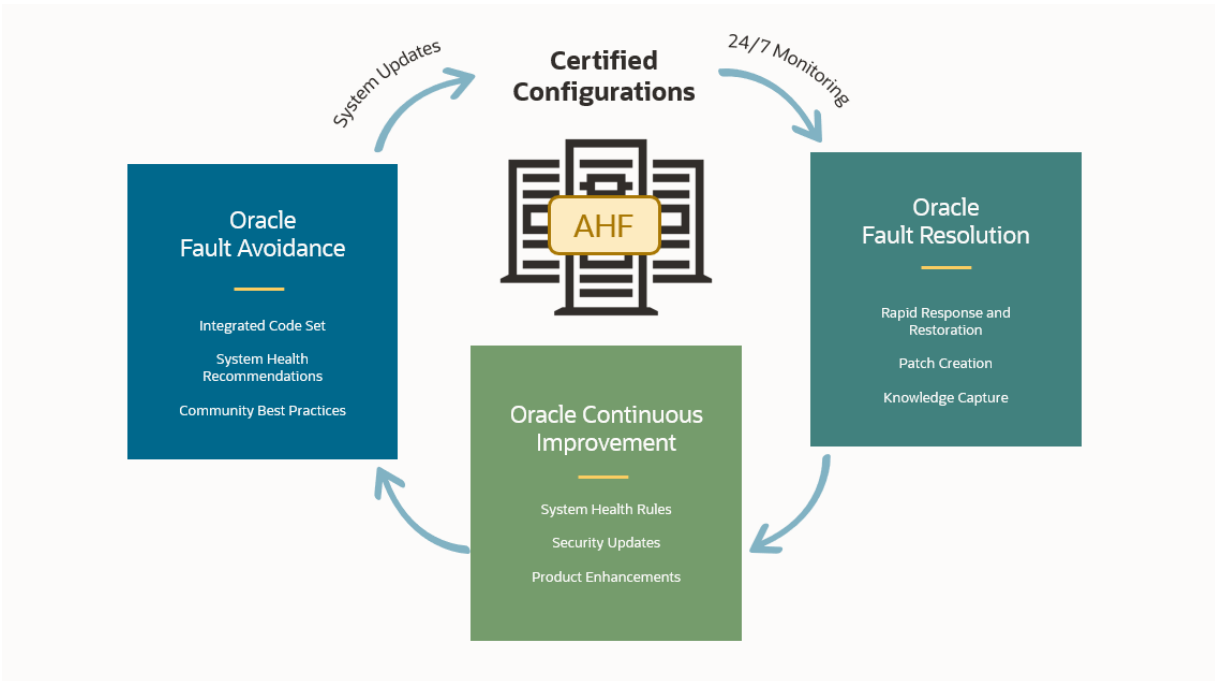 System Updates
Certified
Configurations
24/7 Monitoring
AHF
Oracle
Fault Avoidance
Integrated Code Set
System Health
Recommendations
Community Best Practices
Oracle
Fault Resolution
Rapid Response and
Restoration
Patch Creation
Knowledge Capture
Oracle Continuous
Improvement
System Health Rules
Security Updates
Product Enhancements